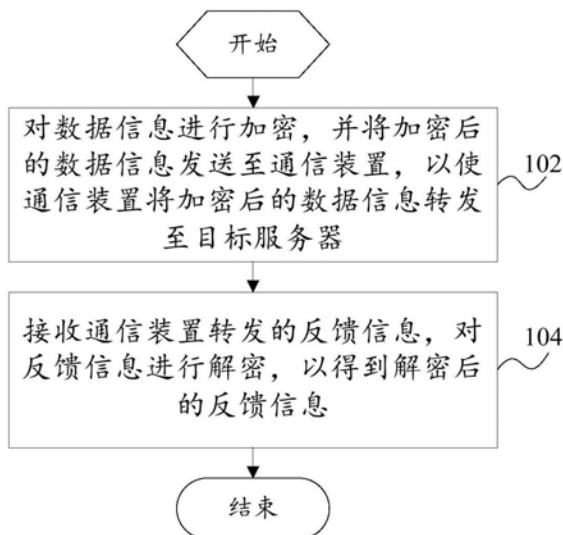 开始
对数据信息进行加密，并将加密后
的数据信息发送至通信装置，以使
通信装置将加密后的数据信息转发
至目标服务器
102
接收通信装置转发的反馈信息，对
反馈信息进行解密，以得到解密后
的反馈信息
104
结束